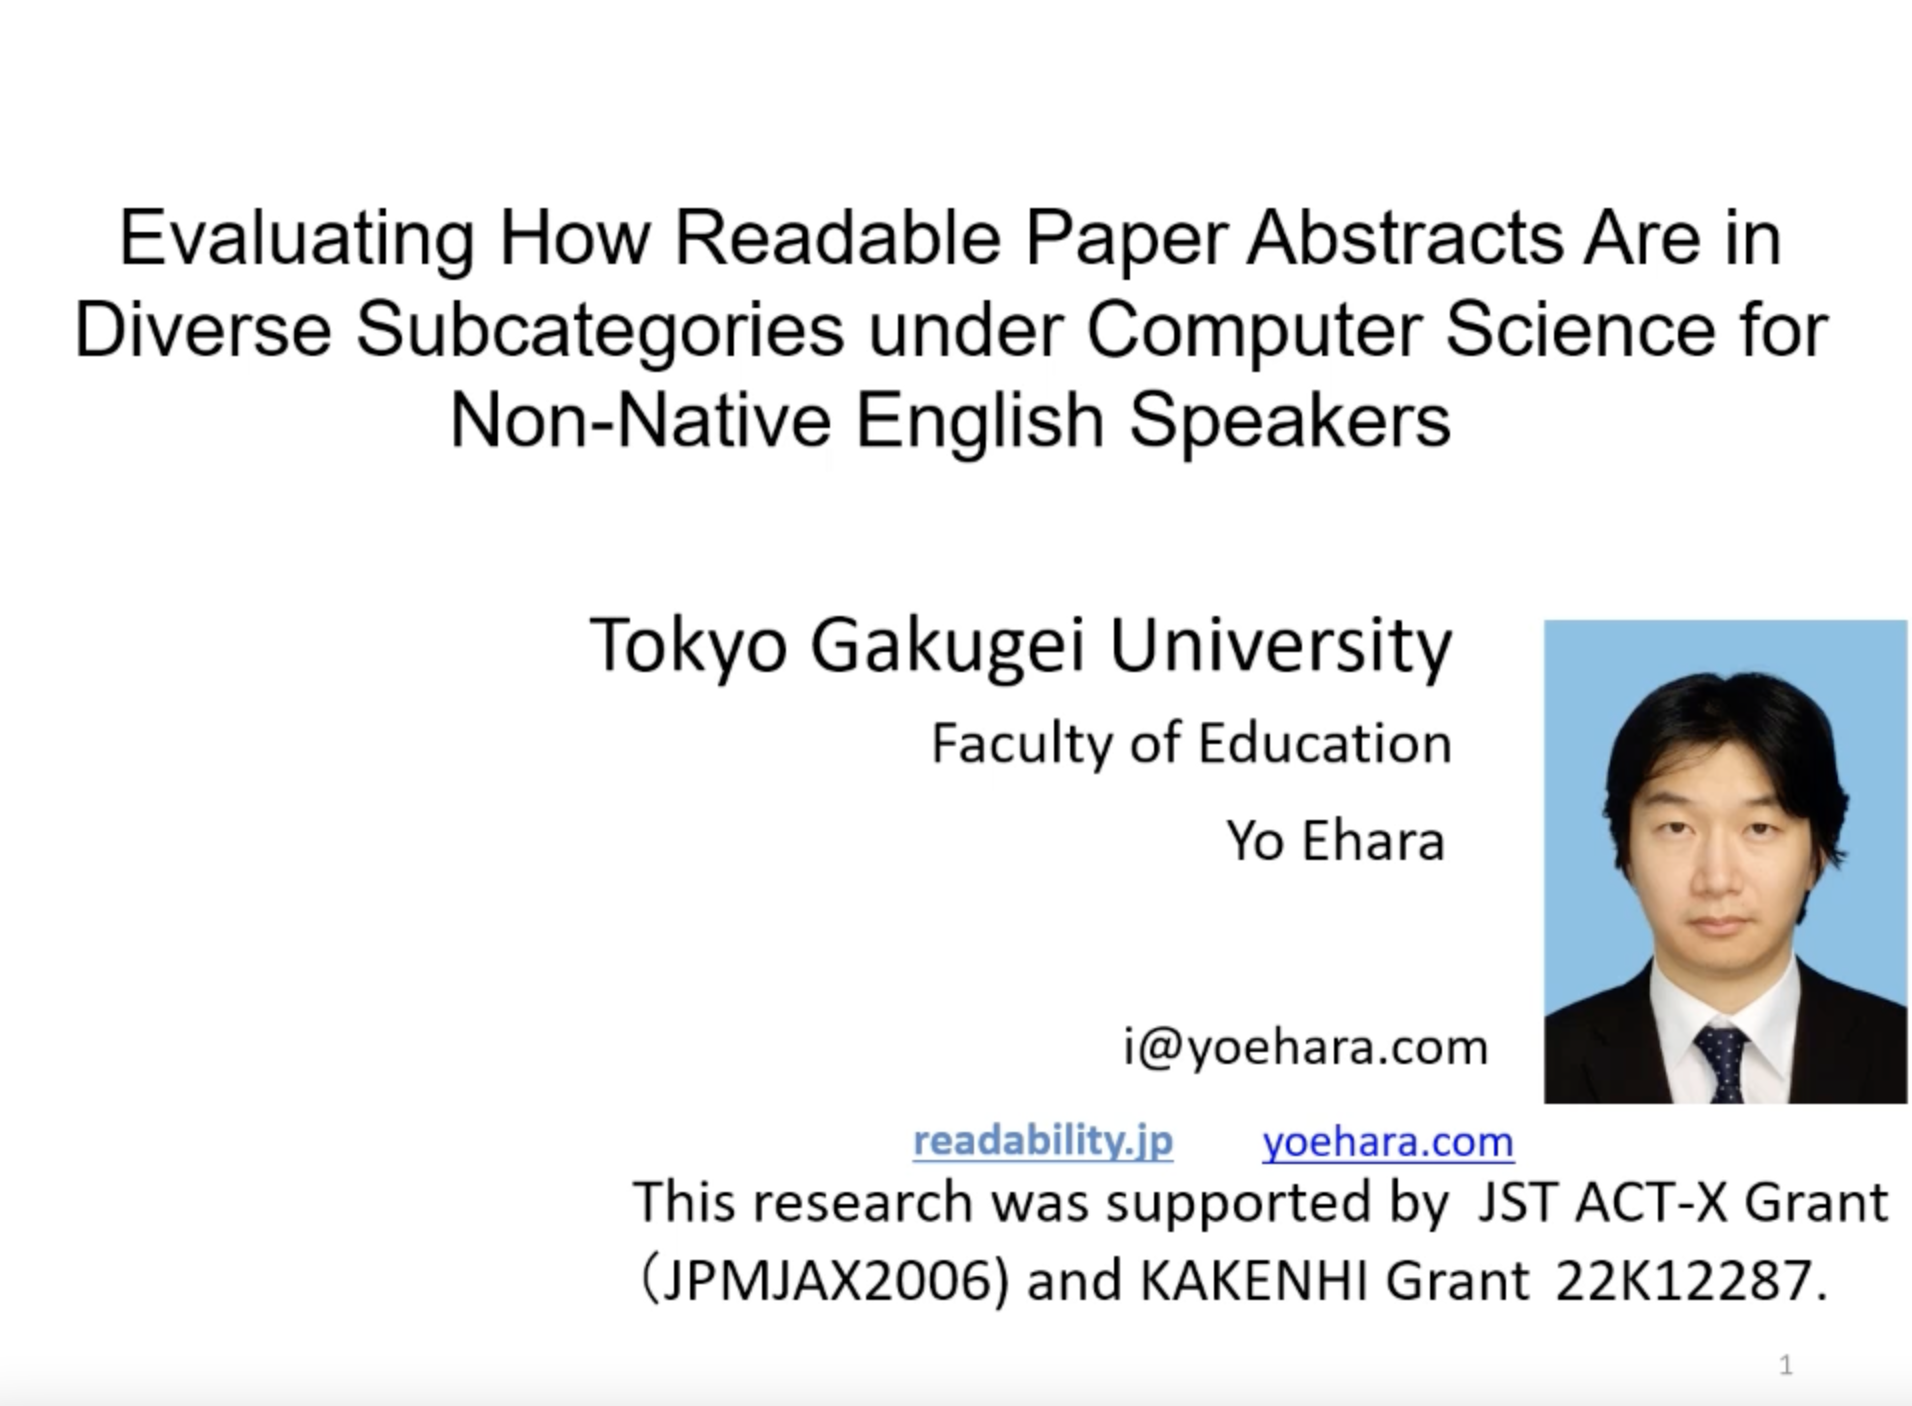 Evaluating How Readable Paper Abstracts Are in
Diverse Subcategories under Computer Science for
Non-Native English Speakers
Tokyo Gakugei University
Faculty of Education
Yo Ehara
i@yoehara.com
readability.jp yoehara.com
This research was supported by JST ACT-X Grant
（JPMJAX2006) and KAKENHI Grant 22K12287.
1